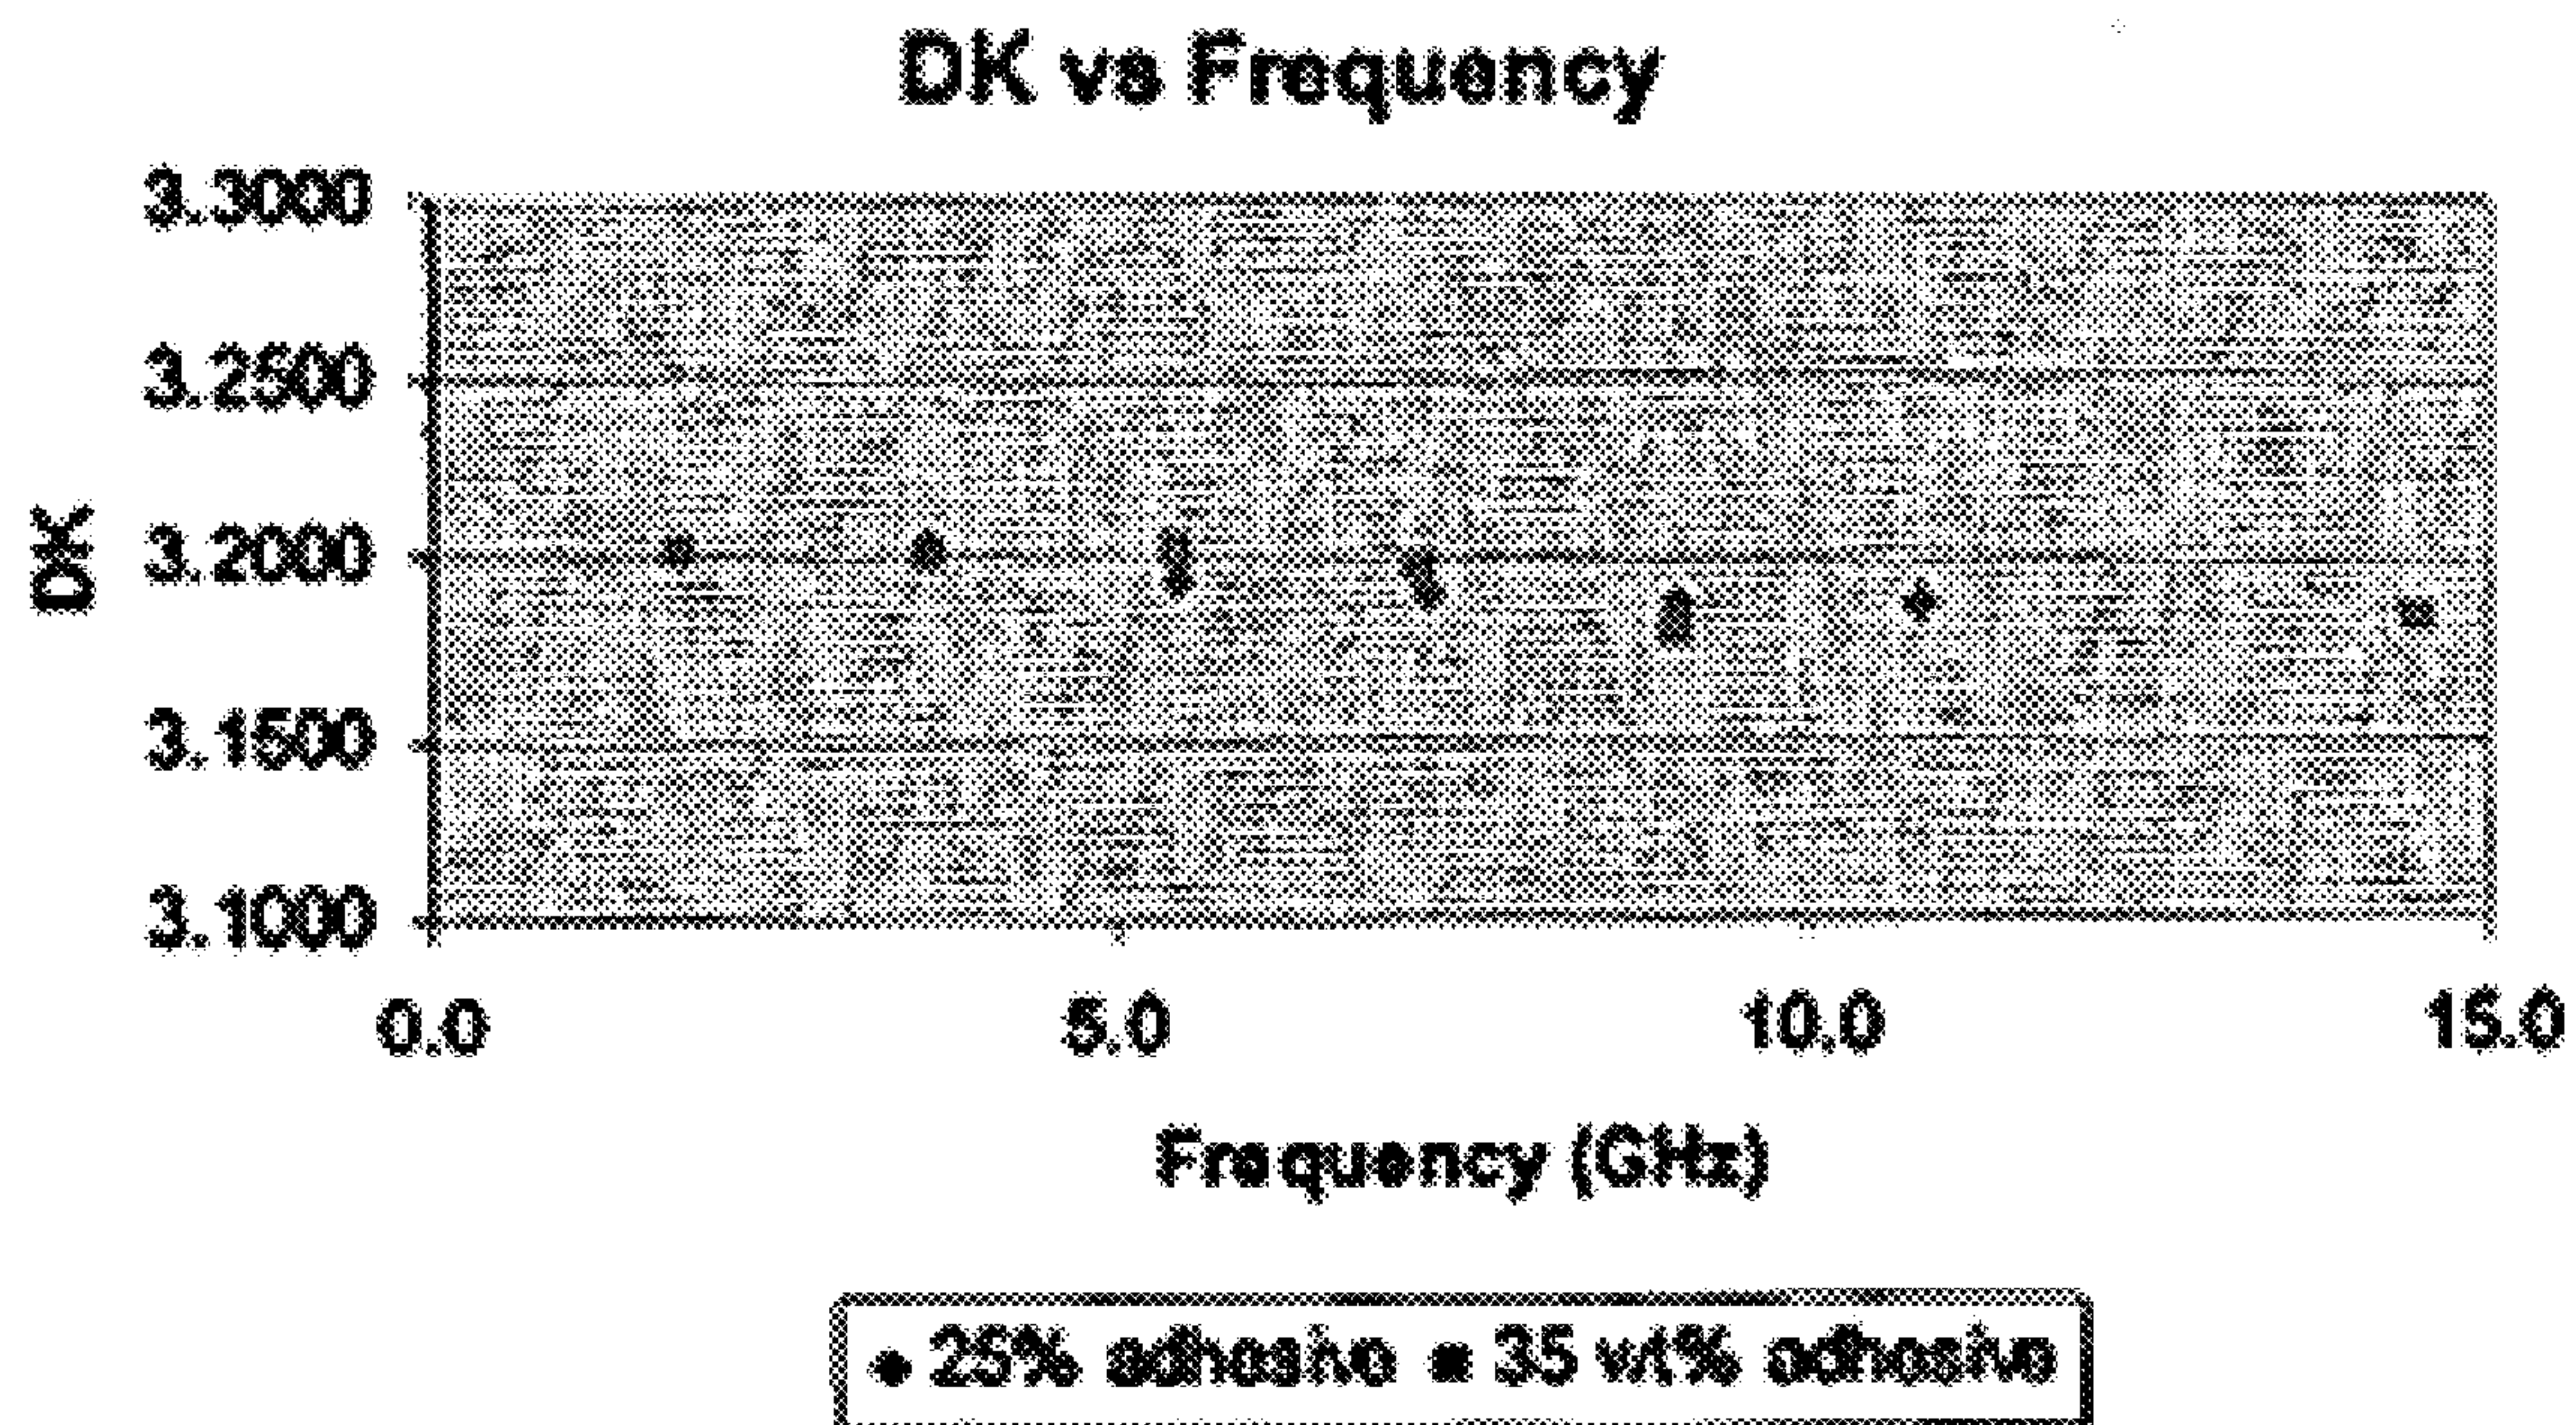 DK vs Frequency
3.3000
3.2500
3.2000
3.1500
3.1000
DK
0.0 5.0 10.0 15.0
Frequency (GHz)
25% adhesive 35 wt% adhesive